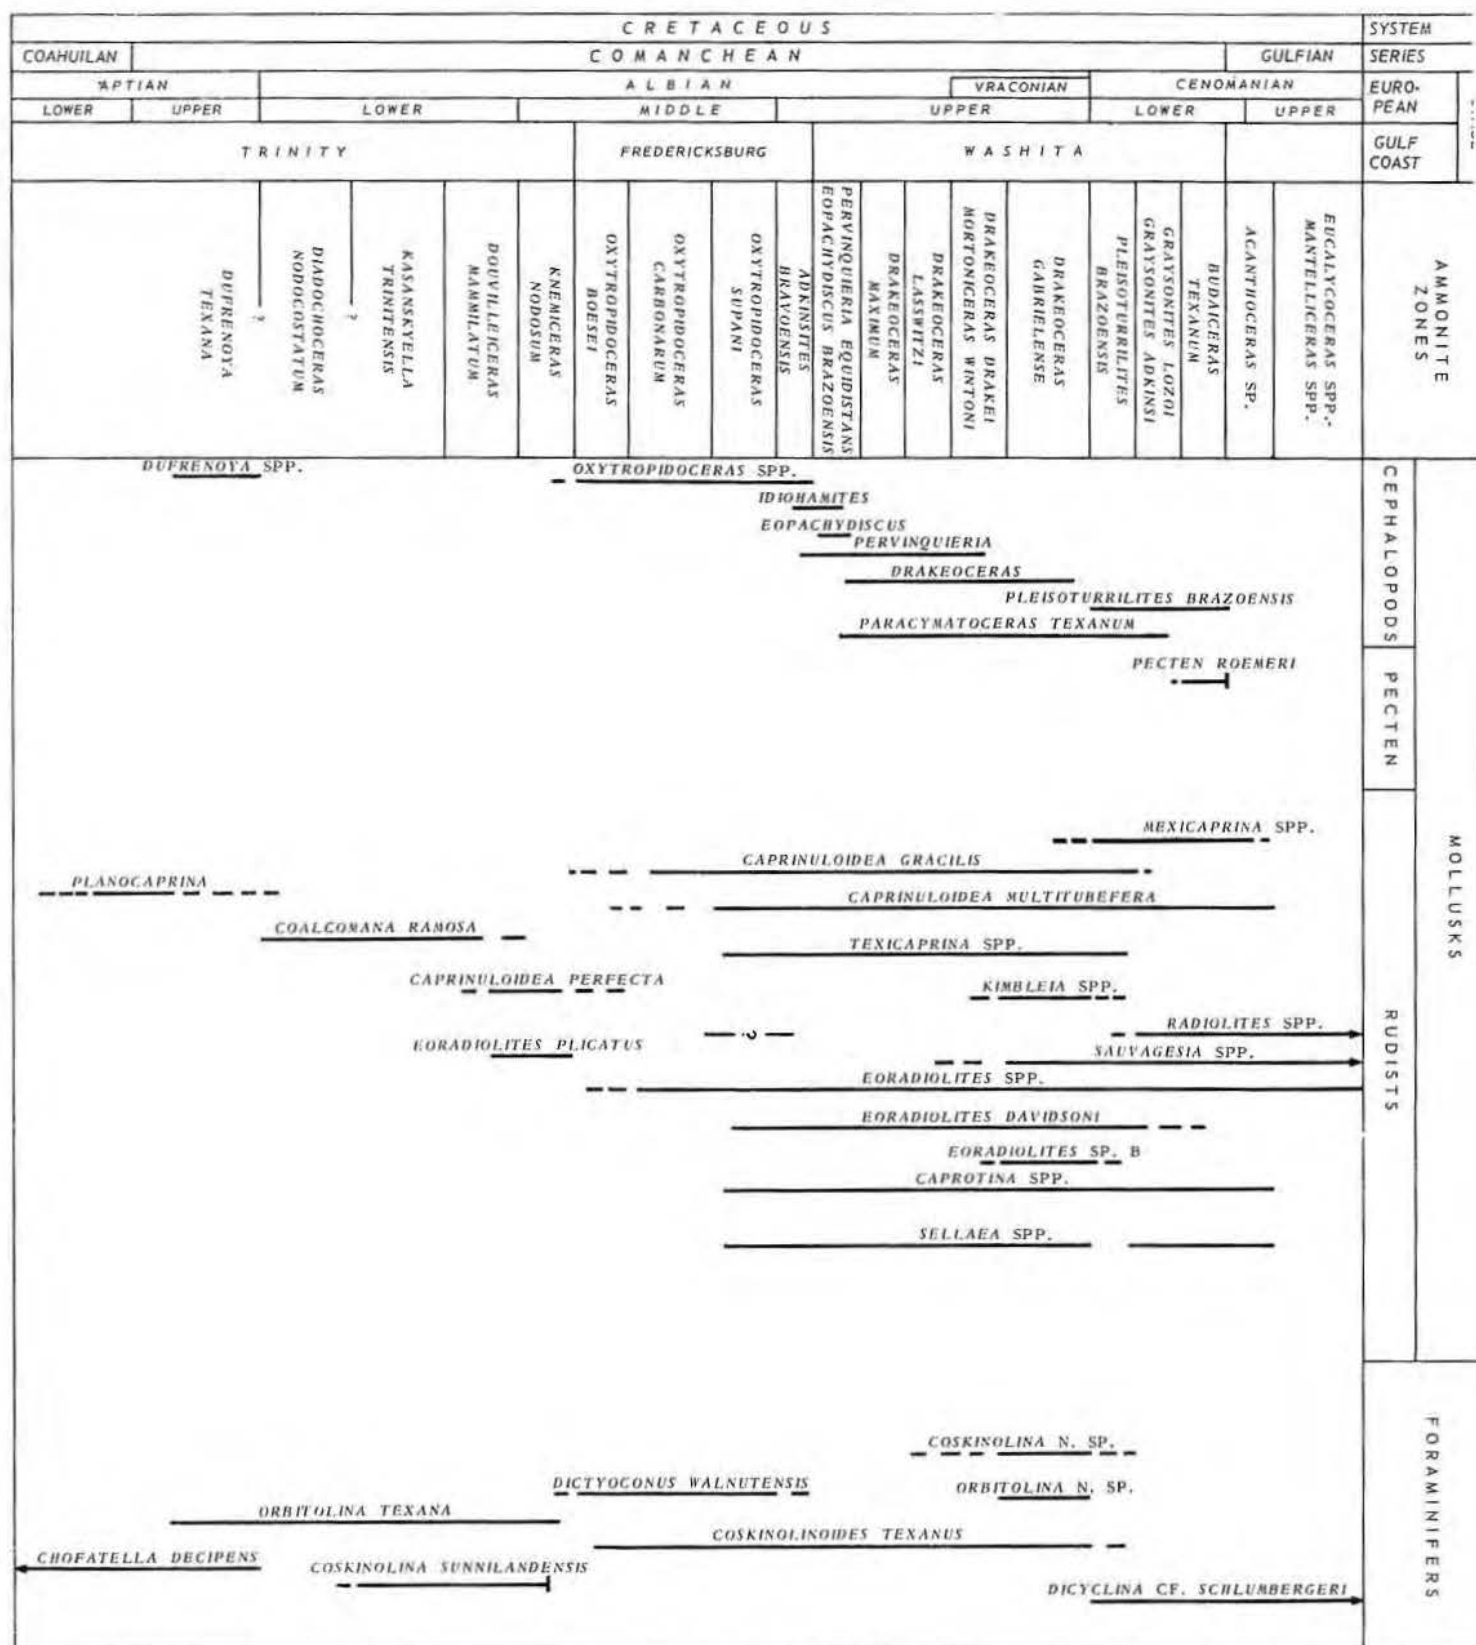 CRETACEOUS
SYSTEM
COAHUILAN
COMANCHEAN
GULFIAN
SERIES
APTIAN
ALBIAN
VRACONIAN
CENOMANIAN
EURO-
PEAN
LOWER
UPPER
LOWER
MIDDLE
UPPER
LOWER
UPPER
TRINITY
FREDERICKSBURG
WASHITA
GULF
COAST
DUFRENOYA
TEXANA
?
DIADOCHOCERAS
NODOCOSTATUM
?
KASANSKYELLA
TRINITENSIS
DOUVILLEICERAS
MAMMILATUM
KNEMICERAS
NODOSUM
OXYTROPIDOCERAS
BOESEI
OXYTROPIDOCERAS
CARBONARUM
OXYTROPIDOCERAS
SUPANI
ADKINSITES
BRAVOENSIS
PERVINQUIERIA EQUIDISTANS
EOPACHYDISCUS BRAZOENSIS
DRAKEOCERAS
MAXIMUM
DRAKEOCERAS
LASSWITZI
DRAKEOCERAS DRAKEI
MORTONICERAS WINTONI
DRAKEOCERAS
GABRIELENSE
PLEISOTURRILITES
BRAZOENSIS
GRAYSONITES LOZOI
GRAYSONITES ADKINSI
BUDAICERAS
TEXANUM
ACANTHOCERAS SP.
EUCALYCOCERAS SPP.-
MANTELLICERAS SPP.
AMMONITE
ZONES
DUFRENOYA SPP.
OXYTROPIDOCERAS SPP.
IDIOHAMITES
EOPACHYDISCUS
PERVINQUIERIA
DRAKEOCERAS
PLEISOTURRILITES BRAZOENSIS
PARACYMATOCERAS TEXANUM
CEPHALOPODS
PECTEN ROEMERI
PECTEN
MEXICAPRINA SPP.
CAPRINULOIDEA GRACILIS
PLANOCAPRINA
CAPRINULOIDEA MULTITUBEFERA
COALCOMANA RAMOSA
TEXICAPRINA SPP.
CAPRINULOIDEA PERFECTA
KIMBLEIA SPP.
RADIOLITES SPP.
?
EORADIOLITES PLICATUS
SAUVAGESIA SPP.
EORADIOLITES SPP.
EORADIOLITES DAVIDSONI
EORADIOLITES SP. B
CAPROTINA SPP.
SELLAEA SPP.
RUDISTS
MOLLUSKS
COSKINOLINA N. SP.
DICTYOCONUS WALNUTENSIS
ORBITOLINA N. SP.
ORBITOLINA TEXANA
COSKINOLINOIDES TEXANUS
CHOFATELLA DECIPENS
COSKINOLINA SUNNILANDENSIS
DICYCLINA CF. SCHLUMBERGERI
FORAMINIFERS